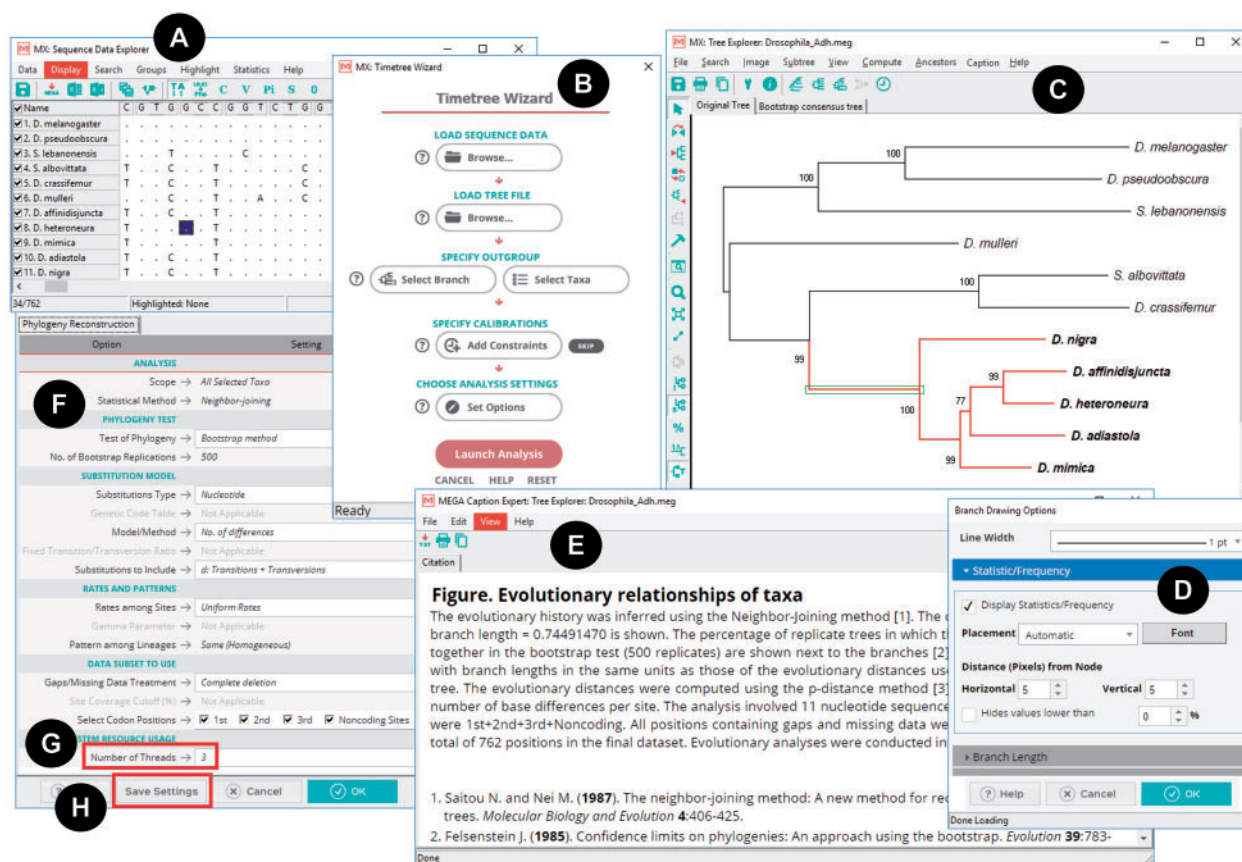 A
MX: Sequence Data Explorer
Data Display Search Groups Highlight Statistics Help
C V Pi S 0
Name C G T G G C C G G T C T G G
1. D. melanogaster . . . . . . . . . . . . . .
2. D. pseudoobscura . . . . . . . . . . . . . .
3. S. lebanonensis . . . T . . . . C . . . . .
4. S. albovittata T . . C . . T . . . . . G .
5. D. crassifemur T . . C . . T . . . . . G .
6. D. mulleri . . . C . . T . . A . . G .
7. D. affinidisjuncta T . . C . . T . . . . . . .
8. D. heteroneura T . . . . . T . . . . . . .
9. D. mimica T . . . . . T . . . . . . .
10. D. adiastola T . . C . . T . . . . . . .
11. D. nigra T . . C . . T . . . . . . .
34/762 Highlighted: None
B
MX: Timetree Wizard
Timetree Wizard
LOAD SEQUENCE DATA
? Browse...
LOAD TREE FILE
? Browse...
SPECIFY OUTGROUP
? Select Branch Select Taxa
SPECIFY CALIBRATIONS
? Add Constraints SKIP
CHOOSE ANALYSIS SETTINGS
? Set Options
Launch Analysis
CANCEL HELP RESET
Ready
C
MX: Tree Explorer: Drosophila_Adh.meg
File Search Image Subtree View Compute Ancestors Caption Help
Original Tree Bootstrap consensus tree
D. melanogaster
100
D. pseudoobscura
100
S. lebanonensis
D. mulleri
S. albovittata
100
D. crassifemur
D. nigra
99
D. affinidisjuncta
99
D. heteroneura
77
100
D. adiastola
99
D. mimica
F
Phylogeny Reconstruction
Option Setting
ANALYSIS
Scope → All Selected Taxa
Statistical Method → Neighbor-joining
PHYLOGENY TEST
Test of Phylogeny → Bootstrap method
No. of Bootstrap Replications → 500
SUBSTITUTION MODEL
Substitutions Type → Nucleotide
Genetic Code Table → Not Applicable
Model/Method → No. of differences
Fixed Transition/Transversion Ratio → Not Applicable
Substitutions to Include → d: Transitions + Transversions
RATES AND PATTERNS
Rates among Sites → Uniform Rates
Gamma Parameter → Not Applicable
Pattern among Lineages → Same (Homogeneous)
DATA SUBSET TO USE
Gaps/Missing Data Treatment → Complete deletion
Site Coverage Cutoff (%) → Not Applicable
Select Codon Positions → 1st 2nd 3rd Noncoding Sites
G
STEM RESOURCE USAGE
Number of Threads → 3
H
? Save Settings Cancel OK
E
MEGA Caption Expert: Tree Explorer: Drosophila_Adh.meg
File Edit View Help
TXT
Citation
Figure. Evolutionary relationships of taxa
The evolutionary history was inferred using the Neighbor-Joining method [1]. The
branch length = 0.74491470 is shown. The percentage of replicate trees in which
together in the bootstrap test (500 replicates) are shown next to the branches [2]
with branch lengths in the same units as those of the evolutionary distances
tree. The evolutionary distances were computed using the p-distance method [3]
number of base differences per site. The analysis involved 11 nucleotide
were 1st+2nd+3rd+Noncoding. All positions containing gaps and missing data
total of 762 positions in the final dataset. Evolutionary analyses were conducted in
1. Saitou N. and Nei M. (1987). The neighbor-joining method: A new method for
trees. Molecular Biology and Evolution 4:406-425.
2. Felsenstein J. (1985). Confidence limits on phylogenies: An approach using the bootstrap. Evolution 39:783-
Done
D
Branch Drawing Options
Line Width 1 pt
Statistic/Frequency
Display Statistics/Frequency
Placement Automatic Font
Distance (Pixels) from Node
Horizontal 5 Vertical 5
Hides values lower than 0 %
Branch Length
? Help Cancel OK
Done Loading